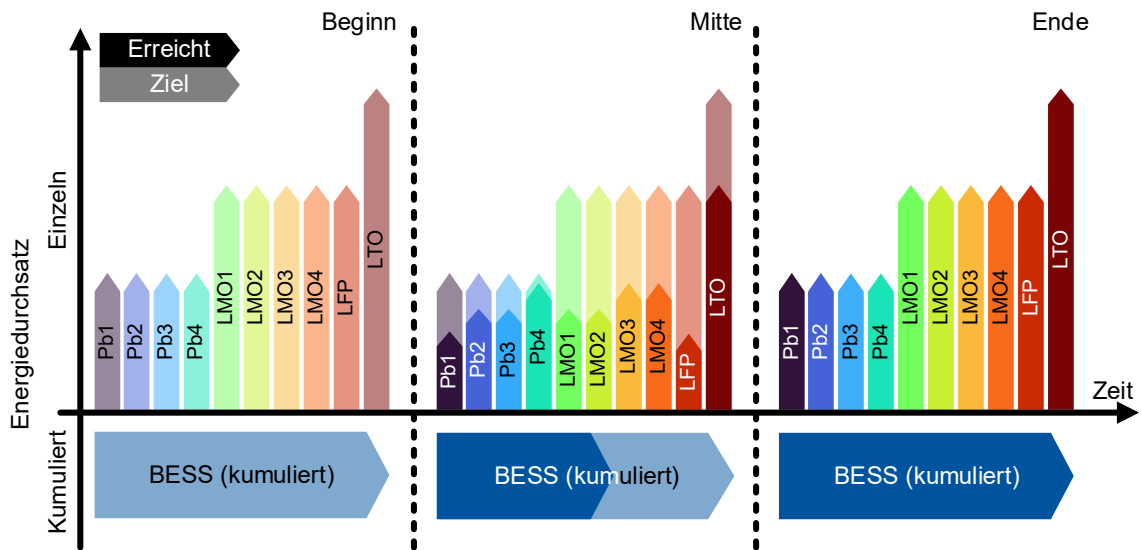 Beginn
Mitte
Ende
Erreicht
Ziel
Energiedurchsatz
Einzeln
Kumuliert
Pb1
Pb2
Pb3
Pb4
LMO1
LMO2
LMO3
LMO4
LFP
LTO
Pb1
Pb2
Pb3
Pb4
LMO1
LMO2
LMO3
LMO4
LFP
LTO
Pb1
Pb2
Pb3
Pb4
LMO1
LMO2
LMO3
LMO4
LFP
LTO
Zeit
BESS (kumuliert)
BESS (kumuliert)
BESS (kumuliert)